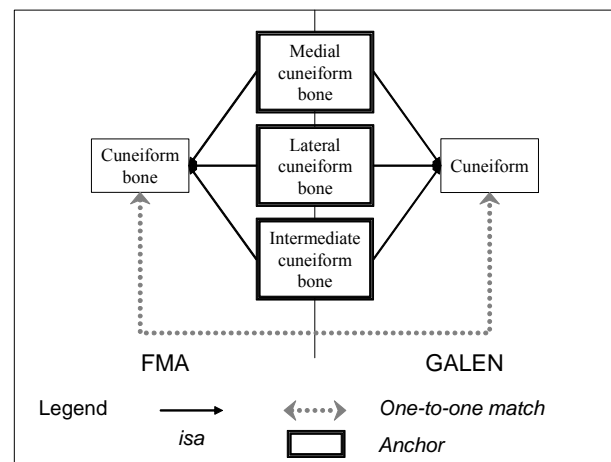 Medial
cuneiform
bone
Cuneiform
bone
Lateral
cuneiform
bone
Cuneiform
Intermediate
cuneiform
bone
FMA
GALEN
Legend
isa
One-to-one match
Anchor